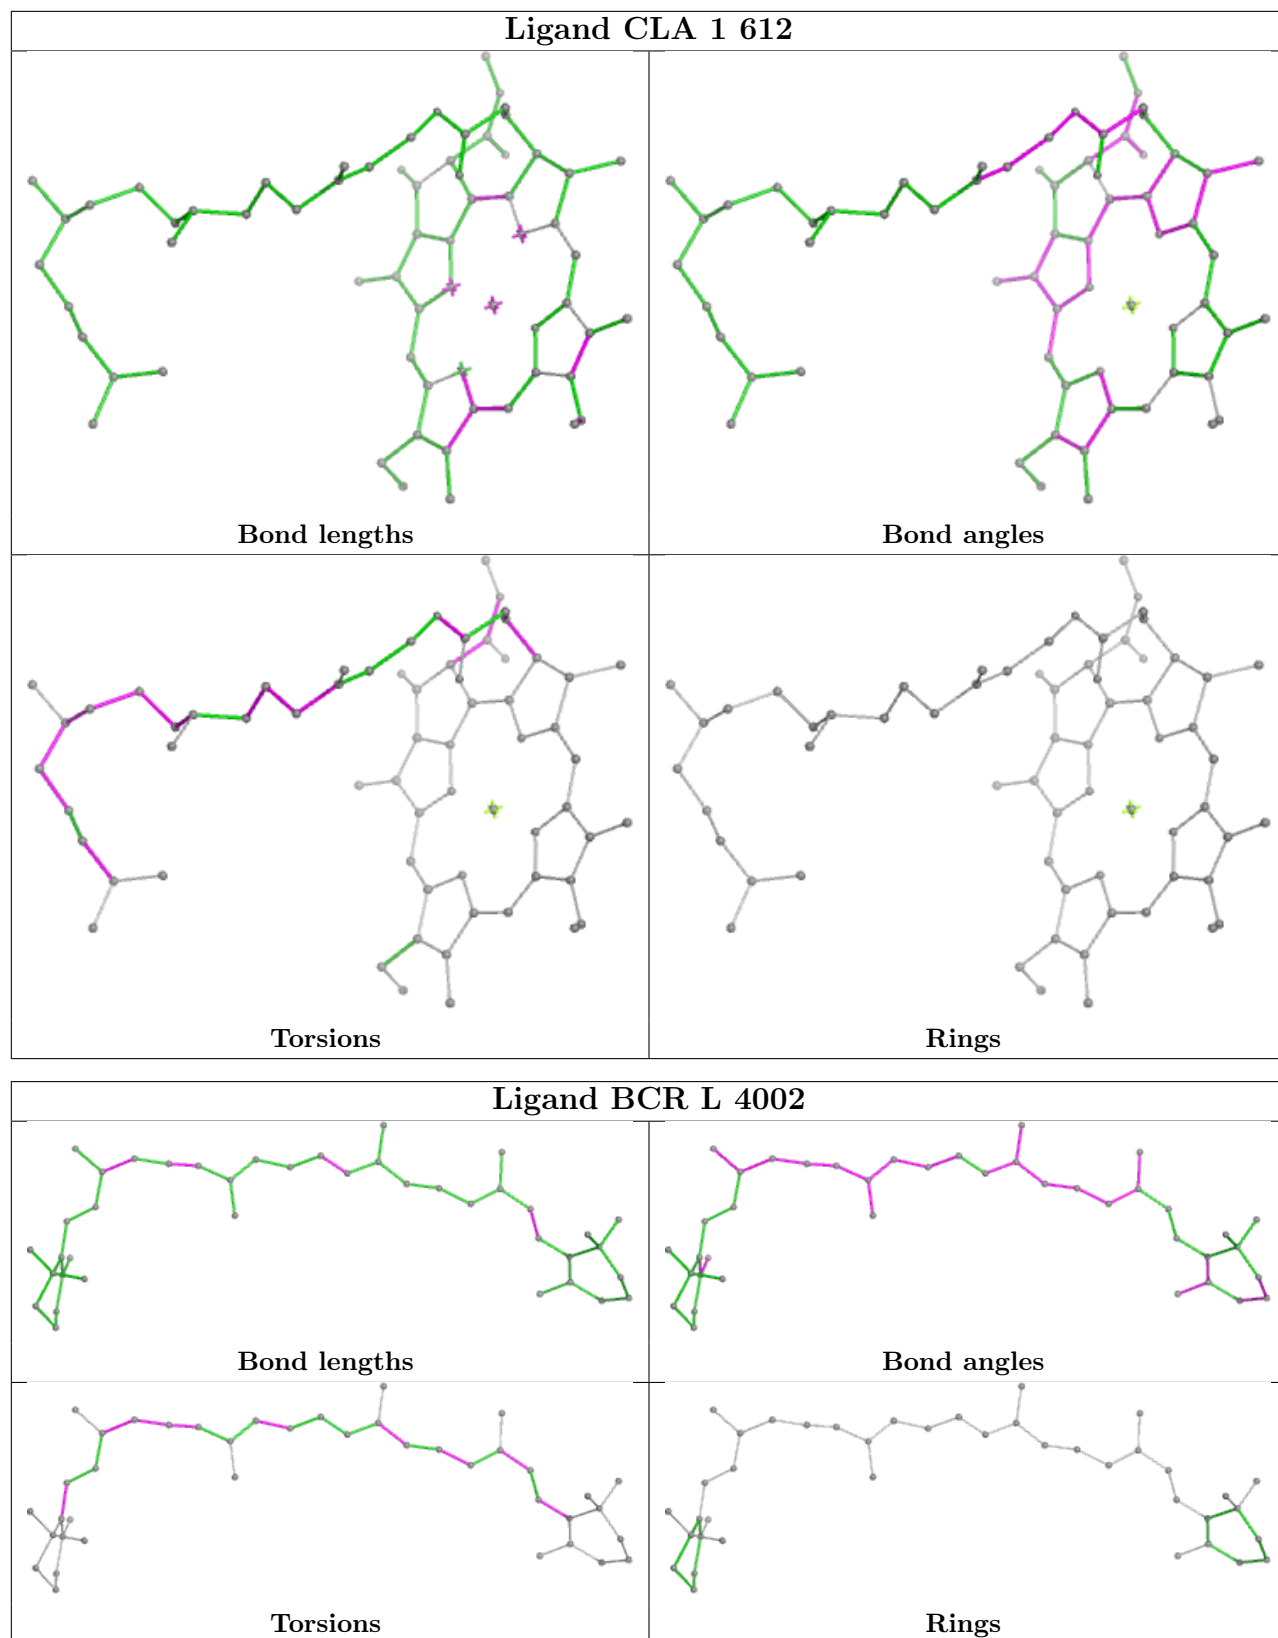 Ligand CLA 1 612
Bond lengths
Bond angles
Torsions
Rings
Ligand BCR L 4002
Bond lengths
Bond angles
Torsions
Rings